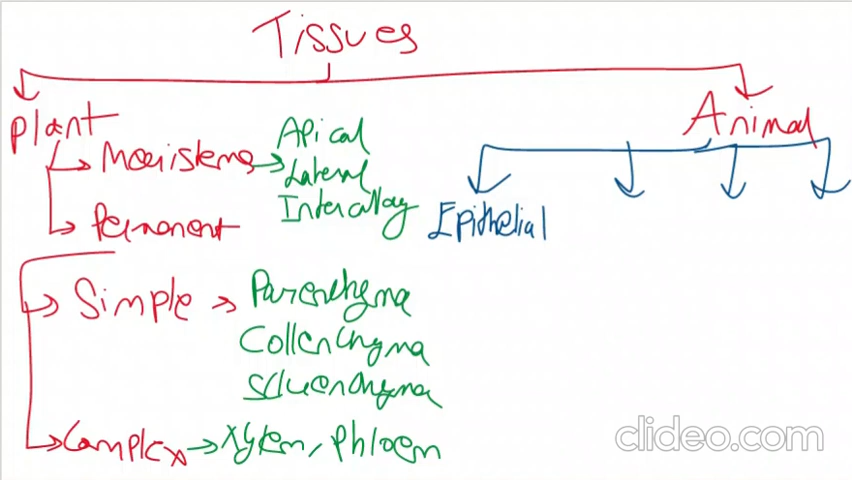 Tissues
Plant
Animal
Meristems
Apical
Lateral
Intercalary
Permanent
Epithelial
Simple
Parenchyma
Collenchyma
Sclerenchyma
Complex
Xylem, Phloem
clideo.com